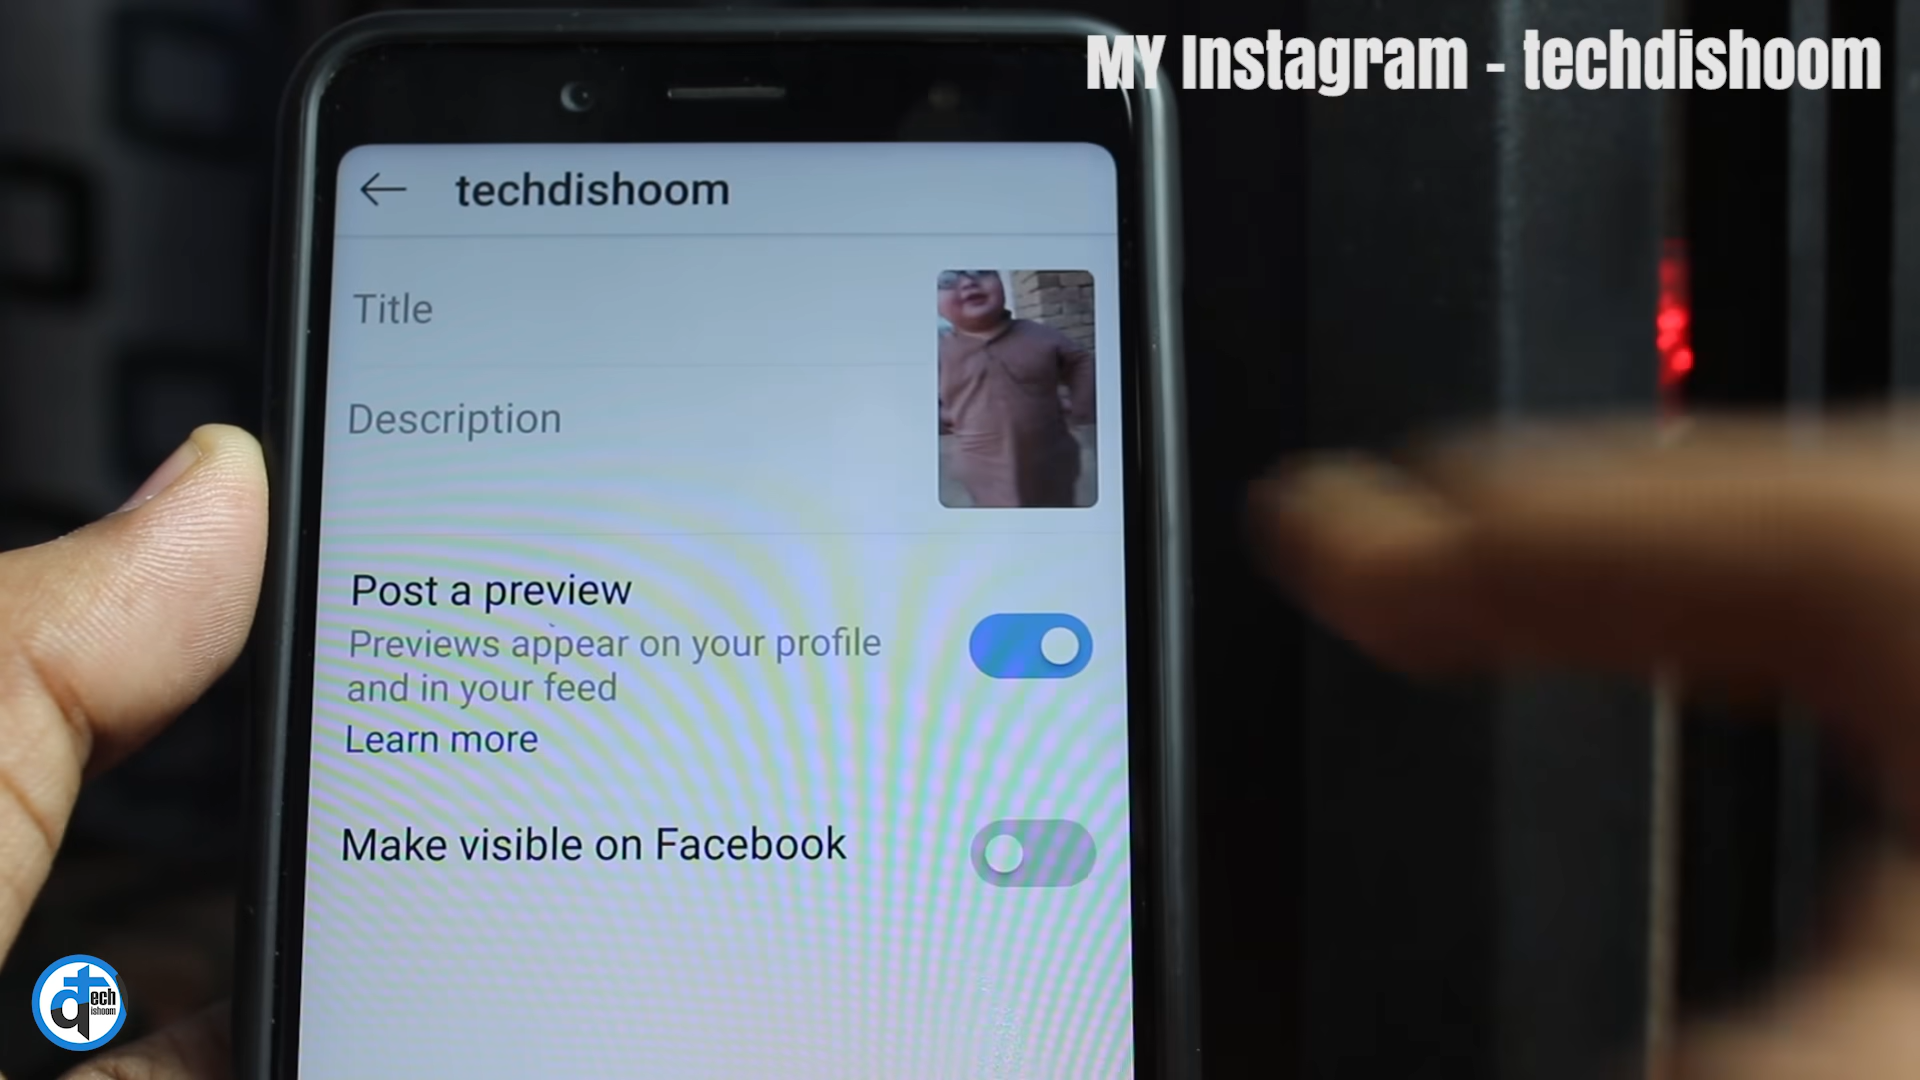 MY Instagram - techdishoom
techdishoom
Title
Description
Post a preview
Previews appear on your profile
and in your feed
Learn more
Make visible on Facebook
ech
ishoom